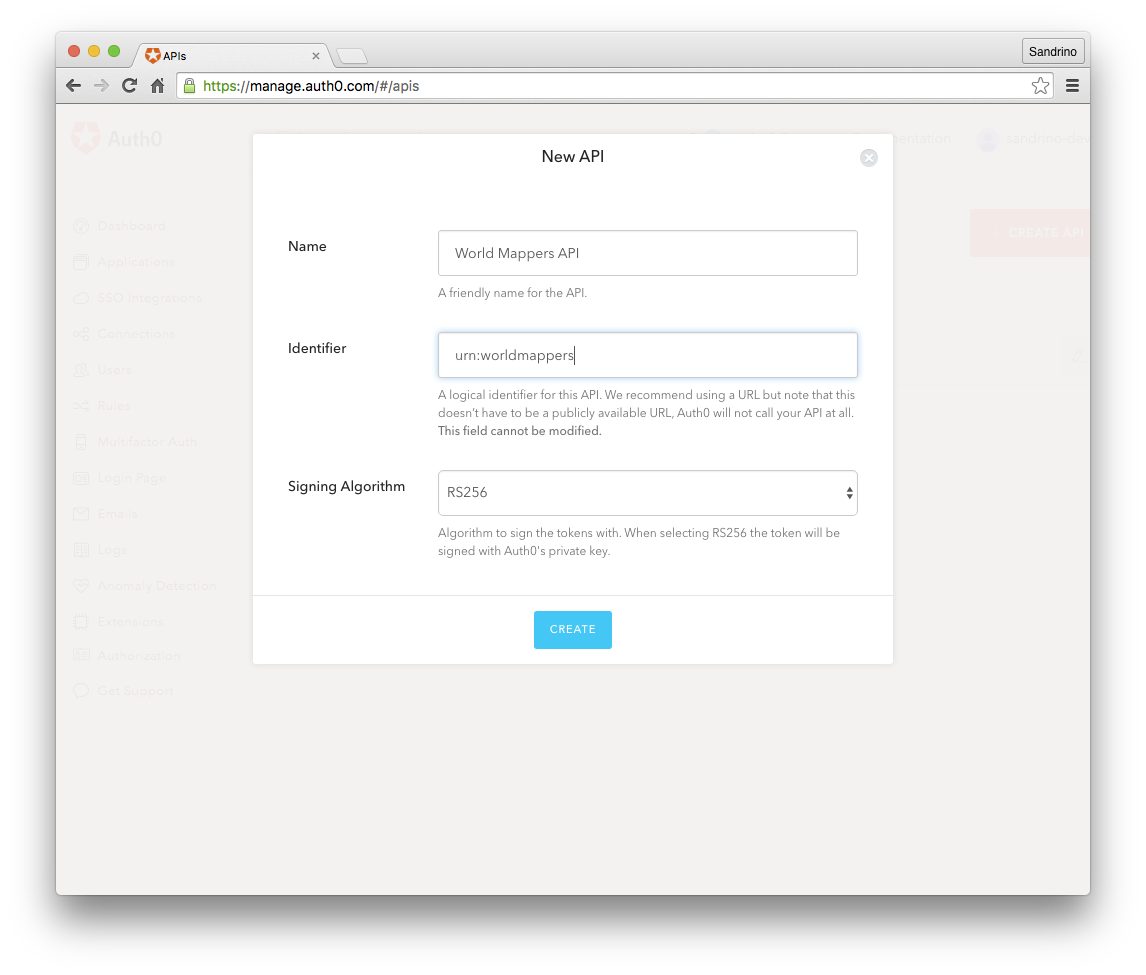 APIs
Sandrino
https://manage.auth0.com/#/apis
Auth0
entation
sandrino-dav
New API
Dashboard
Applications
SSO Integrations
Connections
Users
Rules
Multifactor Auth
Login Page
Emails
Logs
Anomaly Detection
Extensions
Authorization
Get Support
+ CREATE API
Name
World Mappers API
A friendly name for the API.
Identifier
urn:worldmappers
A logical identifier for this API. We recommend using a URL but note that this
doesn't have to be a publicly available URL, Auth0 will not call your API at all.
This field cannot be modified.
Signing Algorithm
RS256
Algorithm to sign the tokens with. When selecting RS256 the token will be
signed with Auth0's private key.
CREATE